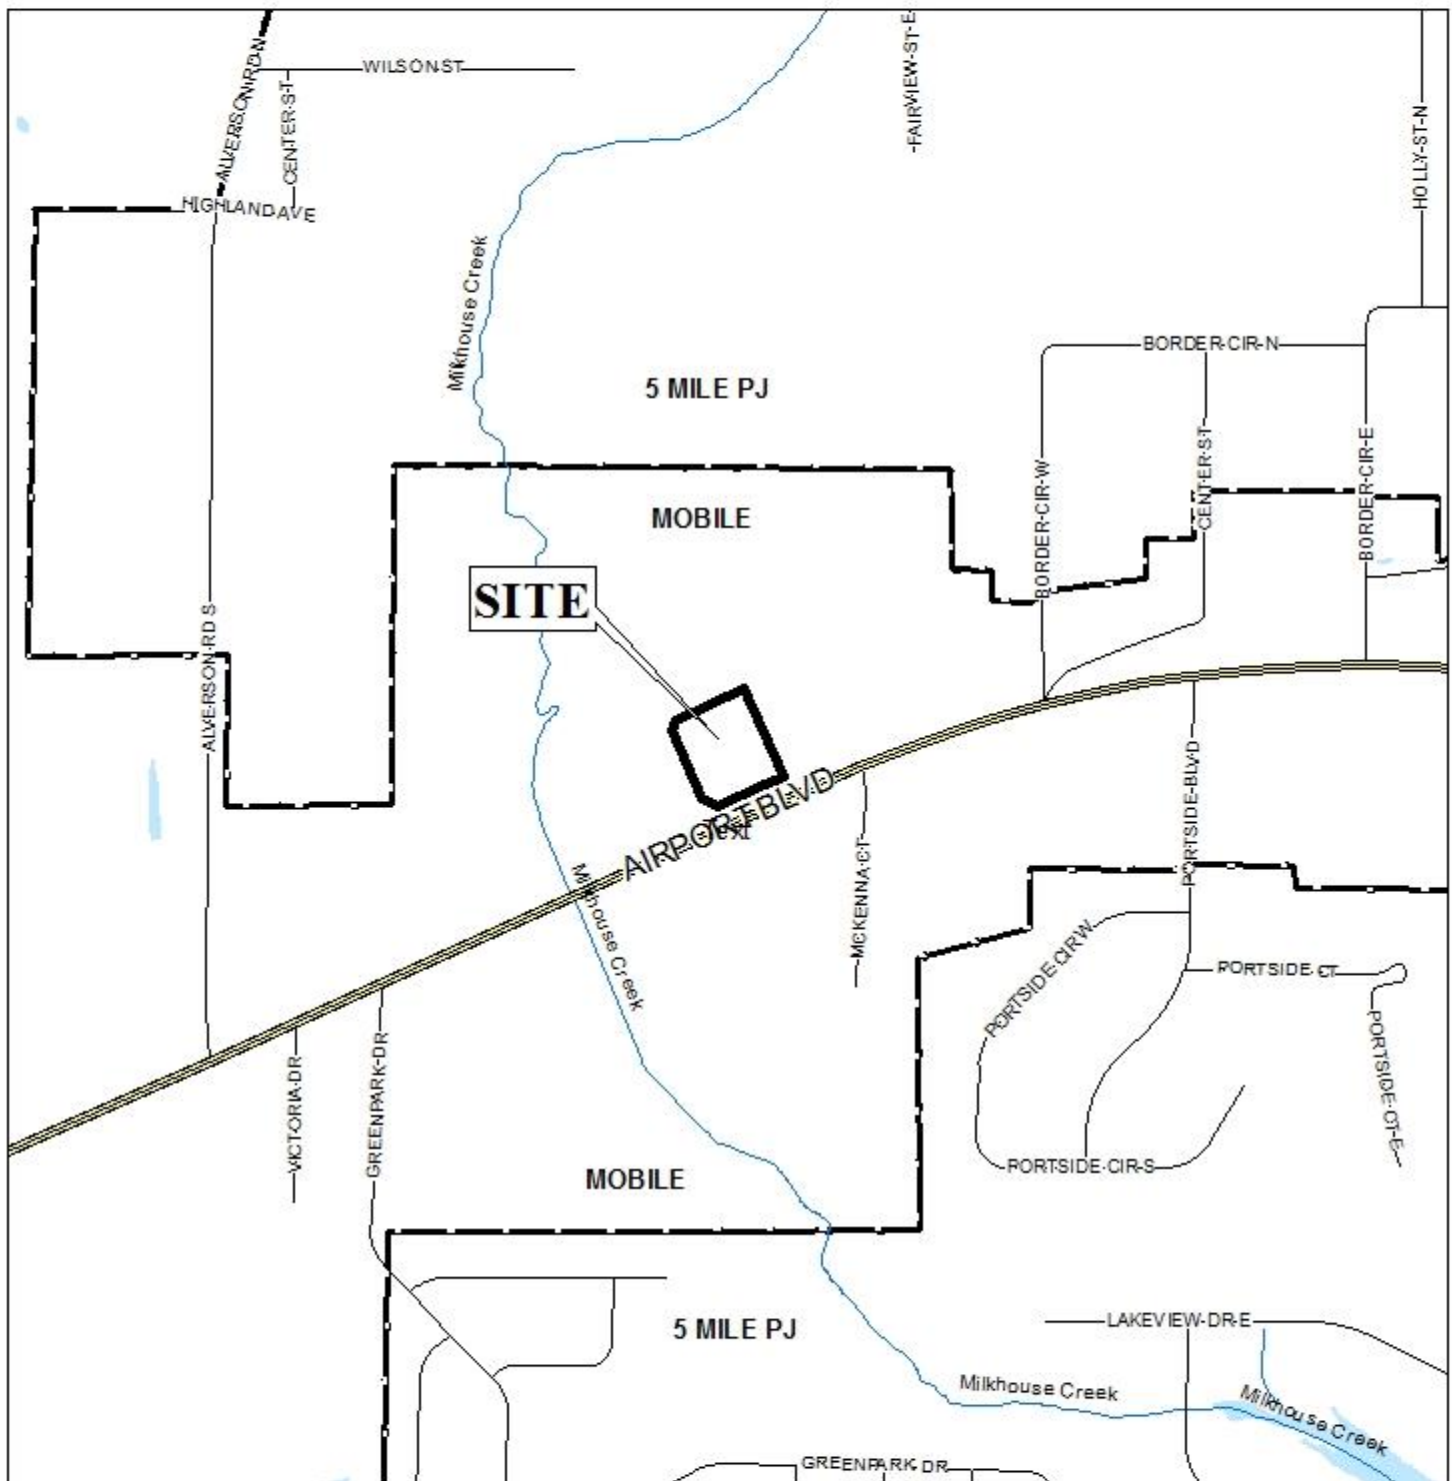 WILSON ST
FAIRVIEW ST E
ALVERSON RD N
CENTER ST
HOLLY ST N
HIGHLAND AVE
Milkhouse Creek
BORDER CIR N
5 MILE PJ
MOBILE
BORDER CIR W
CENTER ST
BORDER CIR E
SITE
ALVERSON RD S
AIRPORT BLVD
PORTSIDE BLVD
MCKENNA CT
Milkhouse Creek
PORTSIDE CIR W
PORTSIDE CT
PORTSIDE CT E
VICTORIA DR
GREENPARK DR
MOBILE
PORTSIDE CIR S
5 MILE PJ
LAKEVIEW DR E
Milkhouse Creek
Milkhouse Creek
GREENPARK DR